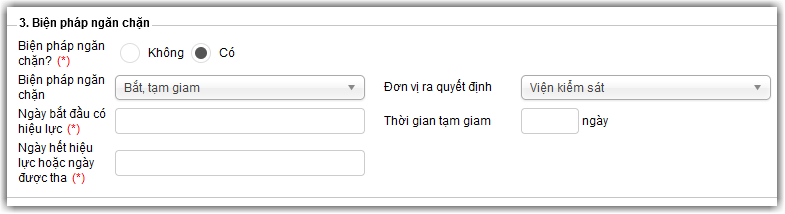 3. Biện pháp ngăn chặn
Biện pháp ngăn
chặn? (*)
Không
Có
Biện pháp ngăn
chặn
Bắt, tạm giam
Đơn vị ra quyết định
Viện kiểm sát
Ngày bắt đầu có
hiệu lực (*)
Thời gian tạm giam
ngày
Ngày hết hiệu
lực hoặc ngày
được tha (*)